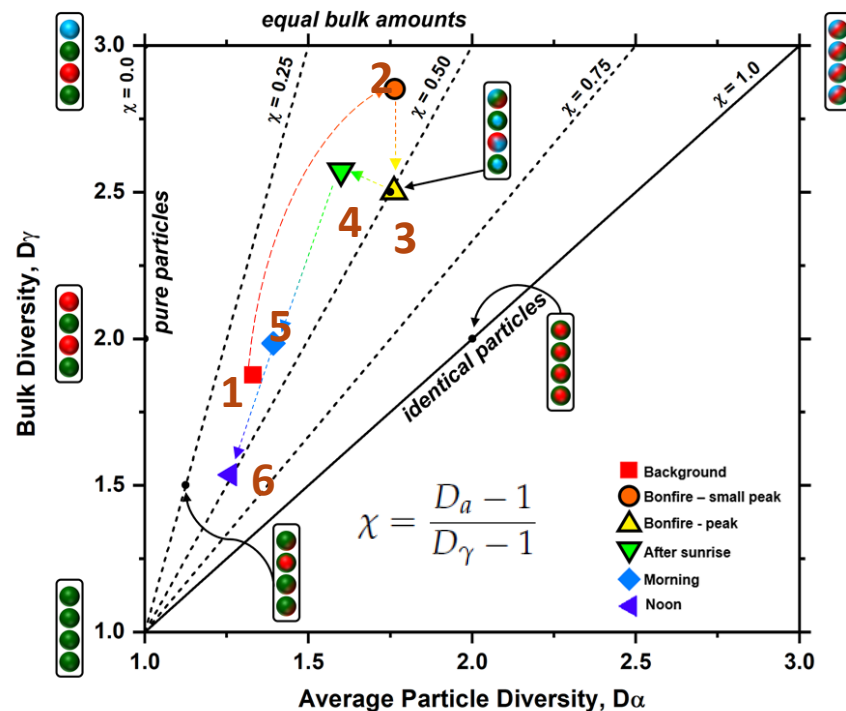 equal bulk amounts
3.0
2.5
2.0
1.5
1.0
Bulk Diversity, Dγ
pure particles
χ = 0.0
χ = 0.25
χ = 0.50
χ = 0.75
χ = 1.0
2
4
3
5
1
6
identical particles
χ = (D_a − 1) / (D_γ − 1)
Background
Bonfire – small peak
Bonfire - peak
After sunrise
Morning
Noon
1.0 1.5 2.0 2.5 3.0
Average Particle Diversity, Dα